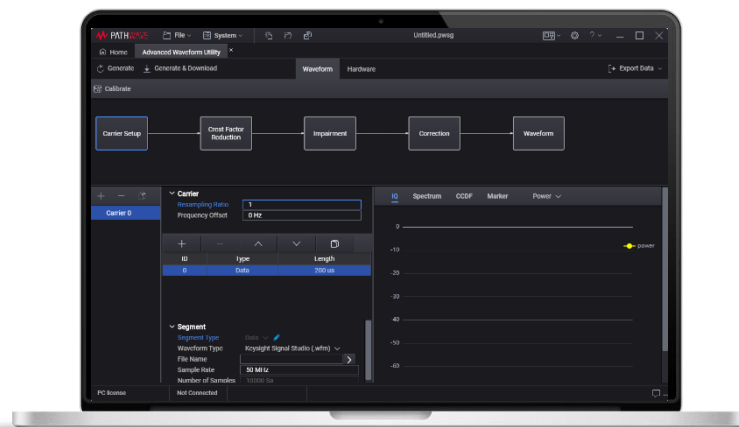 PATHWAVE File System Untitled.pwsg
Home Advanced Waveform Utility ×
Generate Generate & Download Waveform Hardware Export Data
Calibrate
Carrier Setup
Crest Factor
Reduction
Impairment
Correction
Waveform
Carrier 0
Carrier
Resampling Ratio 1
Frequency Offset 0 Hz
ID Type Length
0 Data 200 us
Segment
Segment Type Data
Waveform Type Keysight Signal Studio (.wfm)
File Name
Sample Rate 50 MHz
Number of Samples 10000 Sa
IQ Spectrum CCDF Marker Power
0
-10
-20
-30
-40
-50
-60
power
PC license Not Connected